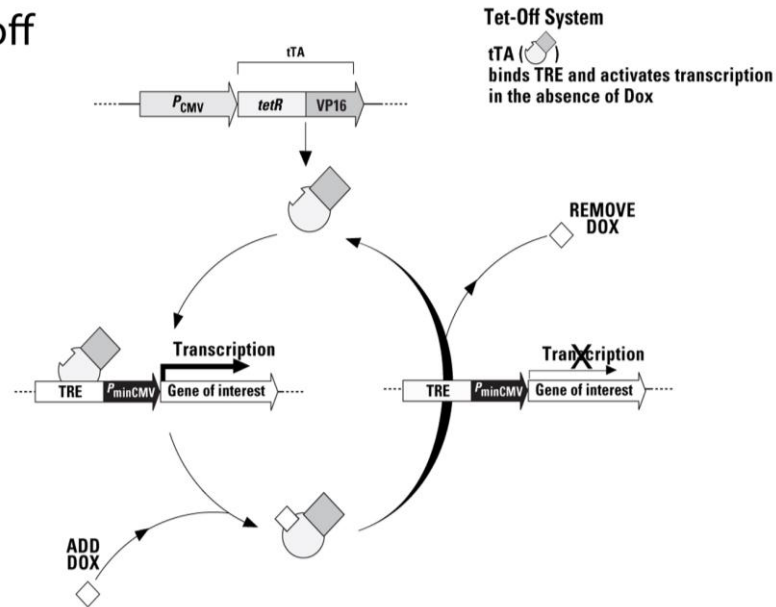 off
Tet-Off System
tTA ( )
binds TRE and activates transcription
in the absence of Dox
tTA
PCMV
tetR
VP16
REMOVE
DOX
Transcription
TRE
PminCMV
Gene of interest
Transcription
TRE
PminCMV
Gene of interest
ADD
DOX